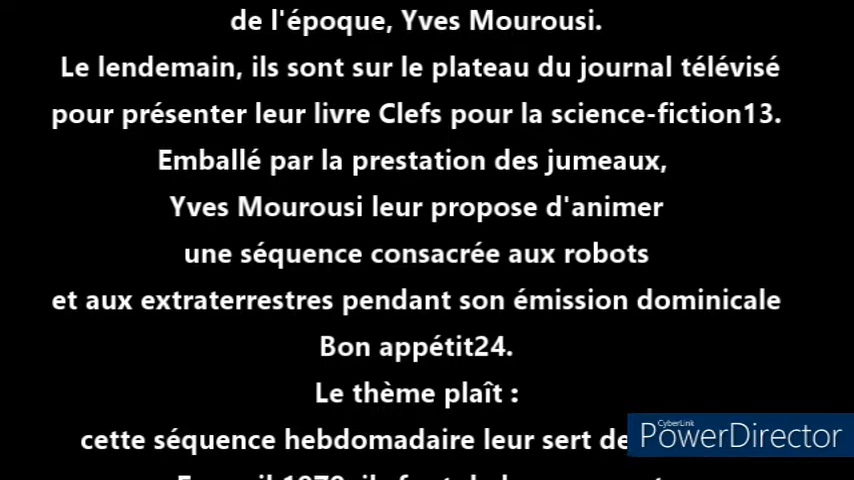 de l'époque, Yves Mourousi.
Le lendemain, ils sont sur le plateau du journal télévisé
pour présenter leur livre Clefs pour la science-fiction13.
Emballé par la prestation des jumeaux,
Yves Mourousi leur propose d'animer
une séquence consacrée aux robots
et aux extraterrestres pendant son émission dominicale
Bon appétit24.
Le thème plaît :
cette séquence hebdomadaire leur sert de
CyberLink
PowerDirector